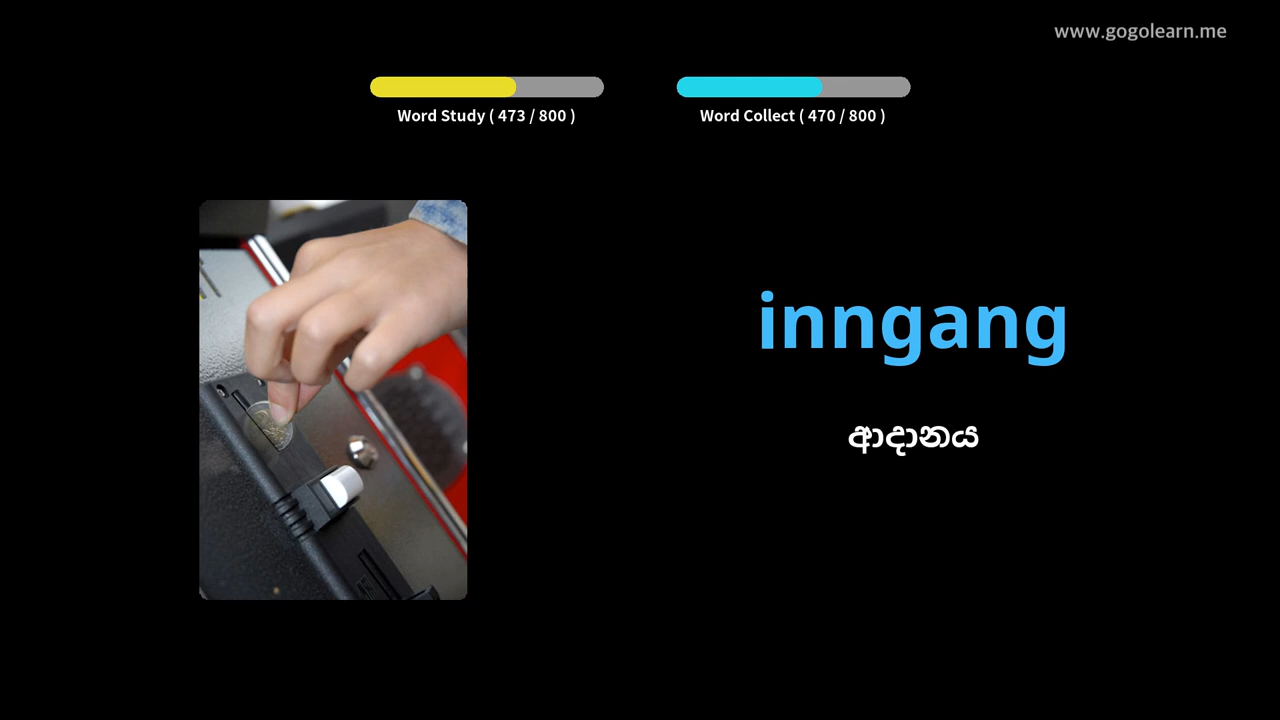 www.gogolearn.me
Word Study ( 473 / 800 )
Word Collect ( 470 / 800 )
inngang
ආදානය